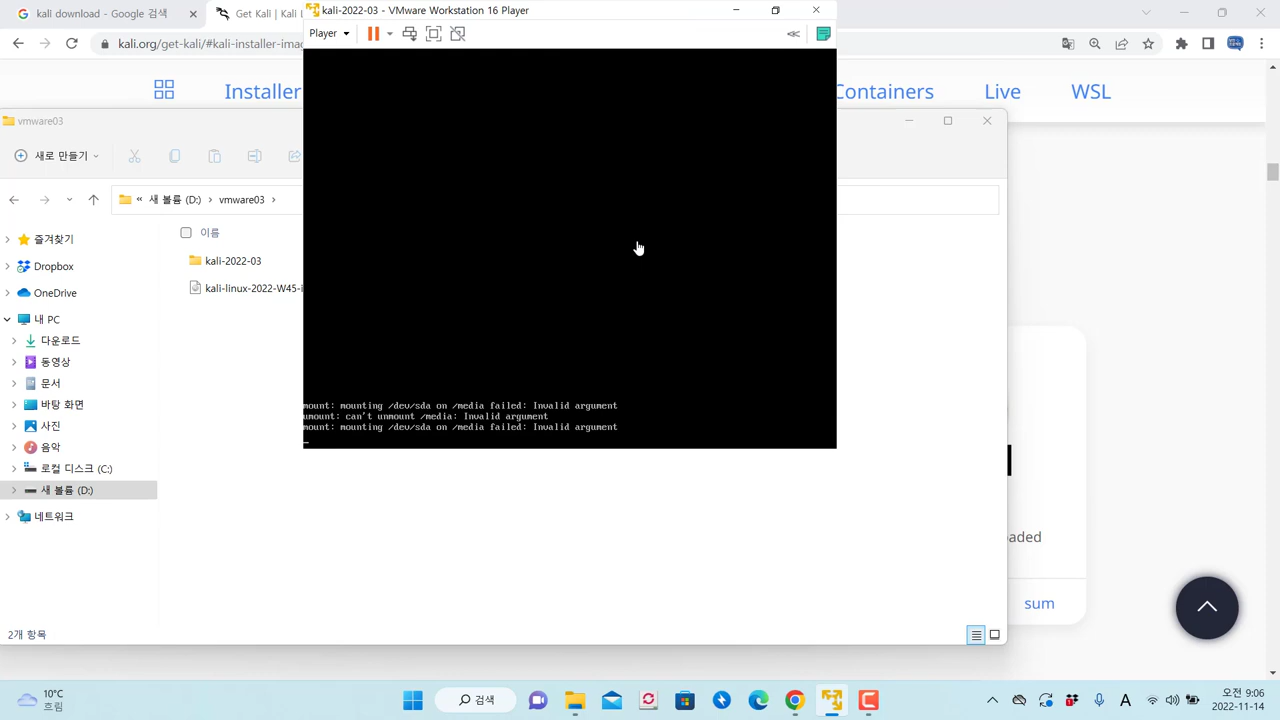 download - Google 검색
Get Kali | Kali
kali-2022-03 - VMware Workstation 16 Player
Player
.org/get-kali/#kali-installer-imag
Installer
Containers
Live
WSL
vmware03
새로 만들기
새 볼륨 (D:)
vmware03
이름
kali-2022-03
kali-linux-2022-W45-i
즐겨찾기
Dropbox
OneDrive
내 PC
다운로드
동영상
문서
바탕 화면
사진
음악
로컬 디스크 (C:)
새 볼륨 (D:)
네트워크
2개 항목
mount: mounting /dev/sda on /media failed: Invalid argument
umount: can't unmount /media: Invalid argument
mount: mounting /dev/sda on /media failed: Invalid argument
aded
sum
10°C
흐림
검색
A
오전 9:06
2022-11-14